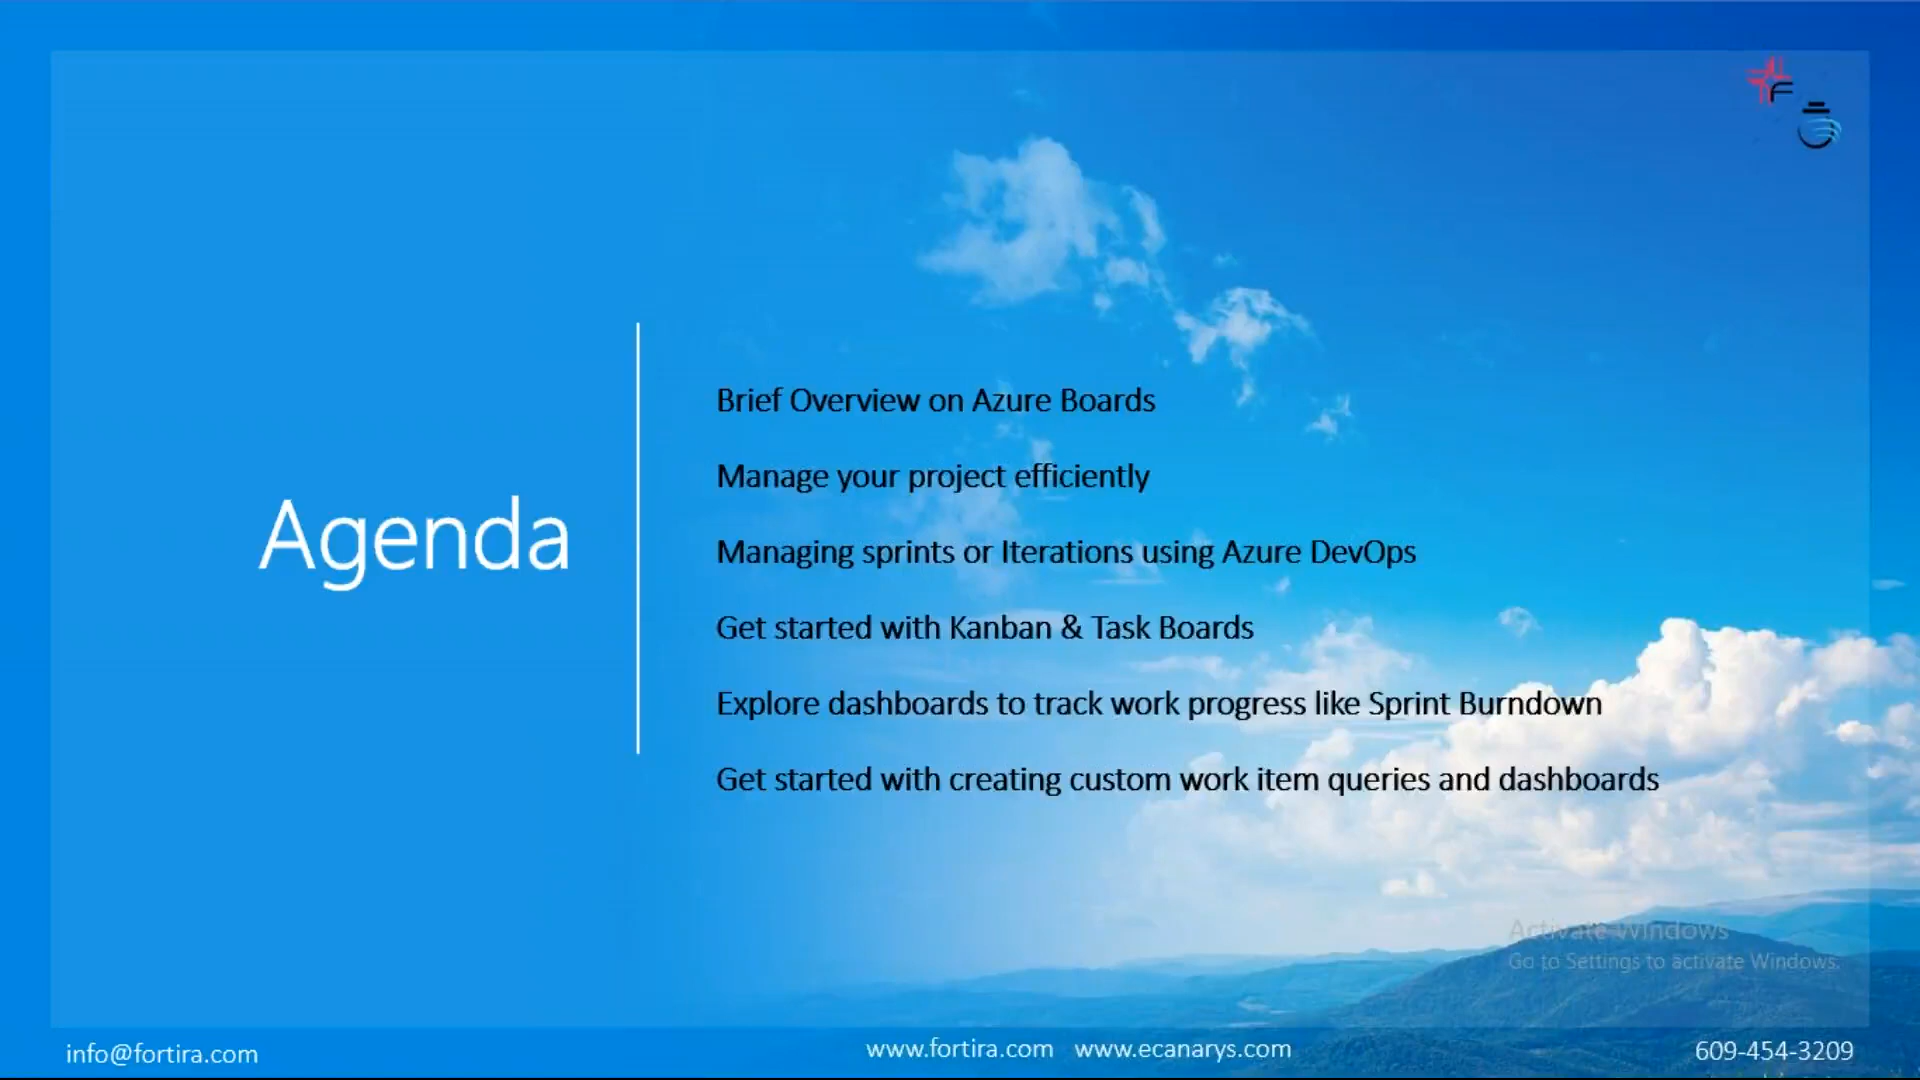 Agenda
Brief Overview on Azure Boards
Manage your project efficiently
Managing sprints or Iterations using Azure DevOps
Get started with Kanban & Task Boards
Explore dashboards to track work progress like Sprint Burndown
Get started with creating custom work item queries and dashboards
F
Activate Windows
Go to Settings to activate Windows.
info@fortira.com
www.fortira.com www.ecanarys.com
609-454-3209